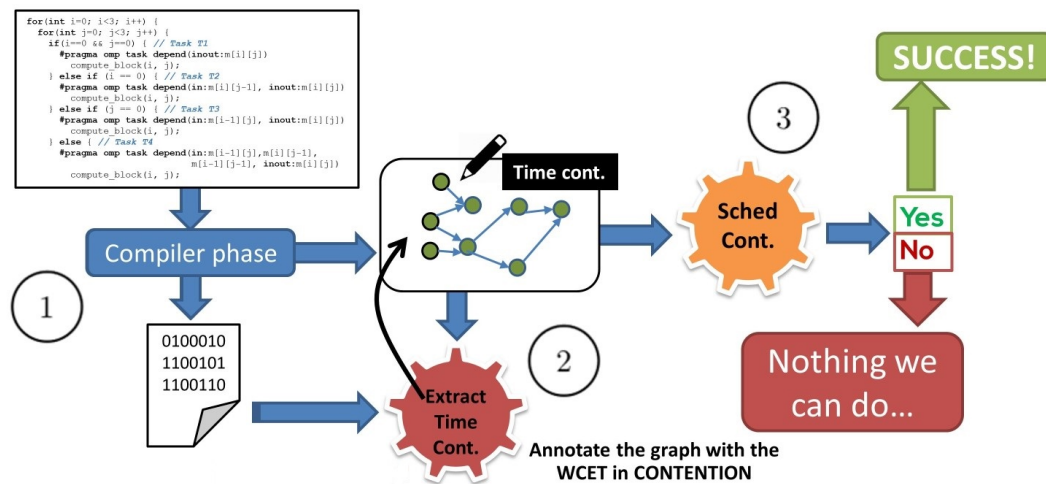 for(int i=0; i<3; i++) {
for(int j=0; j<3; j++) {
if(i==0 && j==0) { // Task T1
#pragma omp task depend(inout:m[i][j])
compute_block(i, j);
} else if (i == 0) { // Task T2
#pragma omp task depend(in:m[i][j-1], inout:m[i][j])
compute_block(i, j);
} else if (j == 0) { // Task T3
#pragma omp task depend(in:m[i-1][j], inout:m[i][j])
compute_block(i, j);
} else { // Task T4
#pragma omp task depend(in:m[i-1][j],m[i][j-1],
m[i-1][j-1], inout:m[i][j])
compute_block(i, j);
SUCCESS!
3
Time cont.
Sched
Cont.
Yes
No
Compiler phase
1
0100010
1100101
1100110
2
Extract
Time
Cont.
Nothing we
can do...
Annotate the graph with the
WCET in CONTENTION